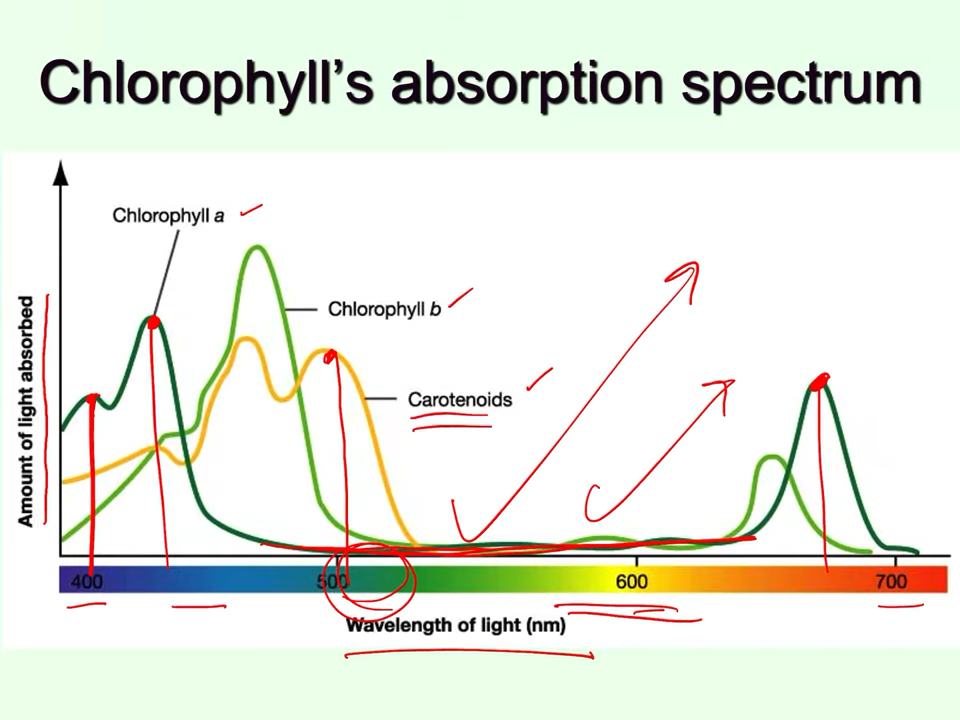 Chlorophyll’s absorption spectrum
Chlorophyll a
Chlorophyll b
Carotenoids
Amount of light absorbed
400 500 600 700
Wavelength of light (nm)